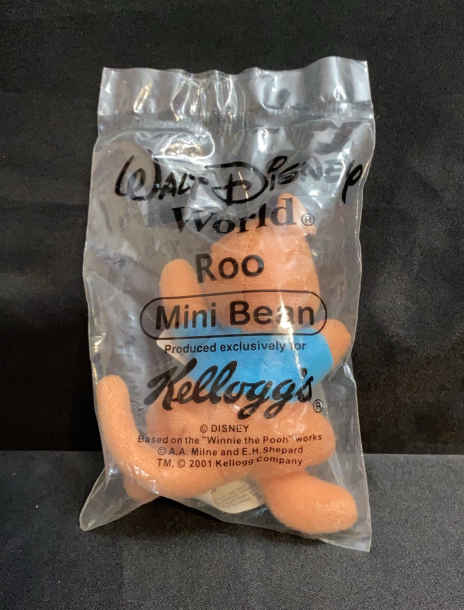 WALT DISNEY
World®
Roo
Mini Bean
Produced exclusively for
Kellogg's®
© DISNEY
Based on the "Winnie the Pooh" works
© A.A. Milne and E.H. Shepard
TM, © 2001 Kellogg Company